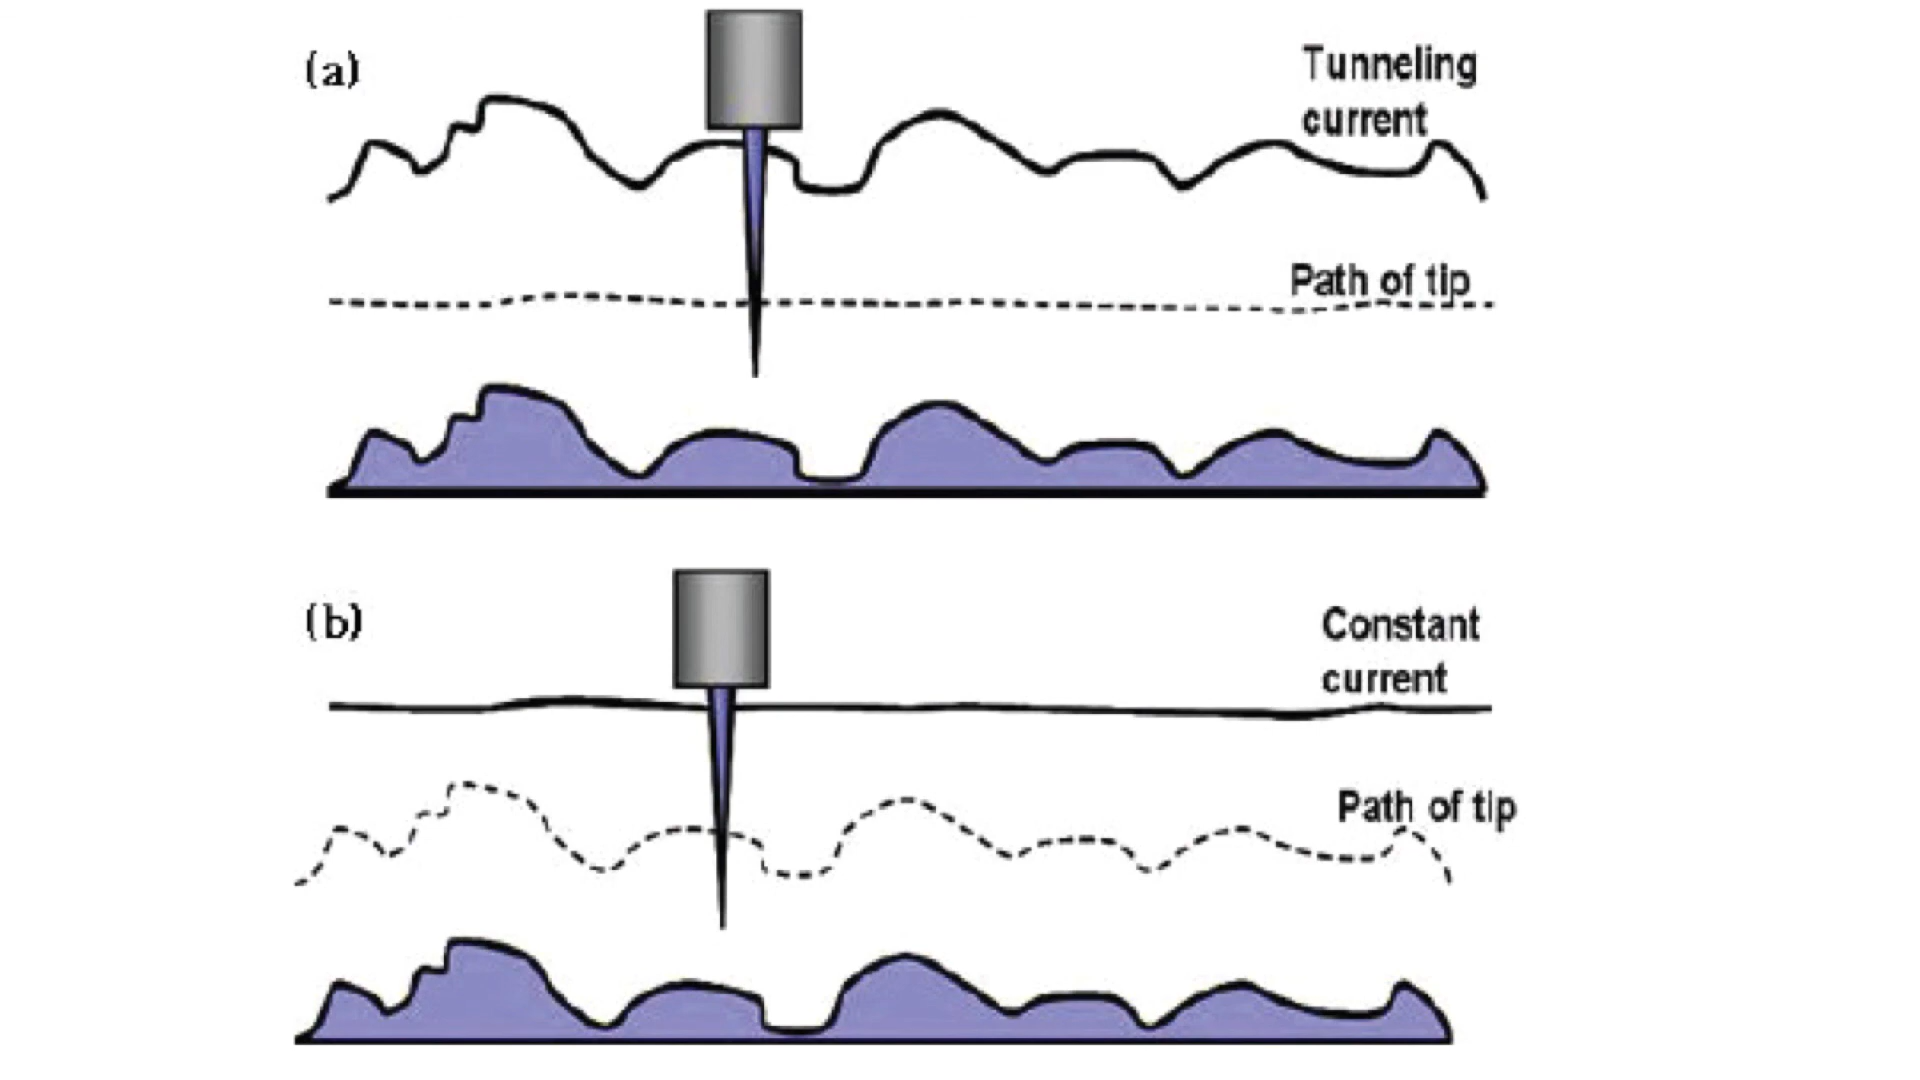 (a)
Tunneling
current
Path of tip
(b)
Constant
current
Path of tip